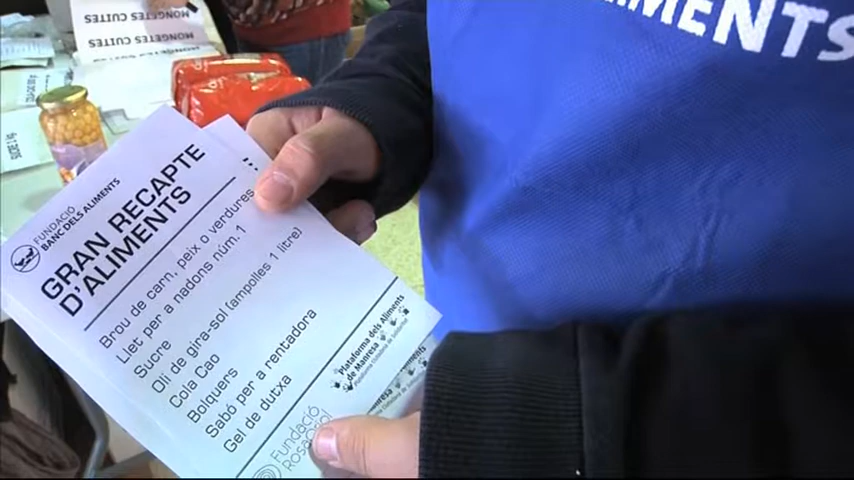 MONGETES CUITES
MONGETES CUITES
ALIMENTS
FUNDACIÓ
BANC DELS ALIMENTS
GRAN RECAPTE
D'ALIMENTS
Brou de carn, peix o verdures
Llet per a nadons núm. 1
Sucre
Oli de gira-sol (ampolles 1 litre)
Cola Cao
Bolquers
Sabó per a rentadora
Gel de dutxa
Plataforma dels Aliments
de Manresa
Fundació